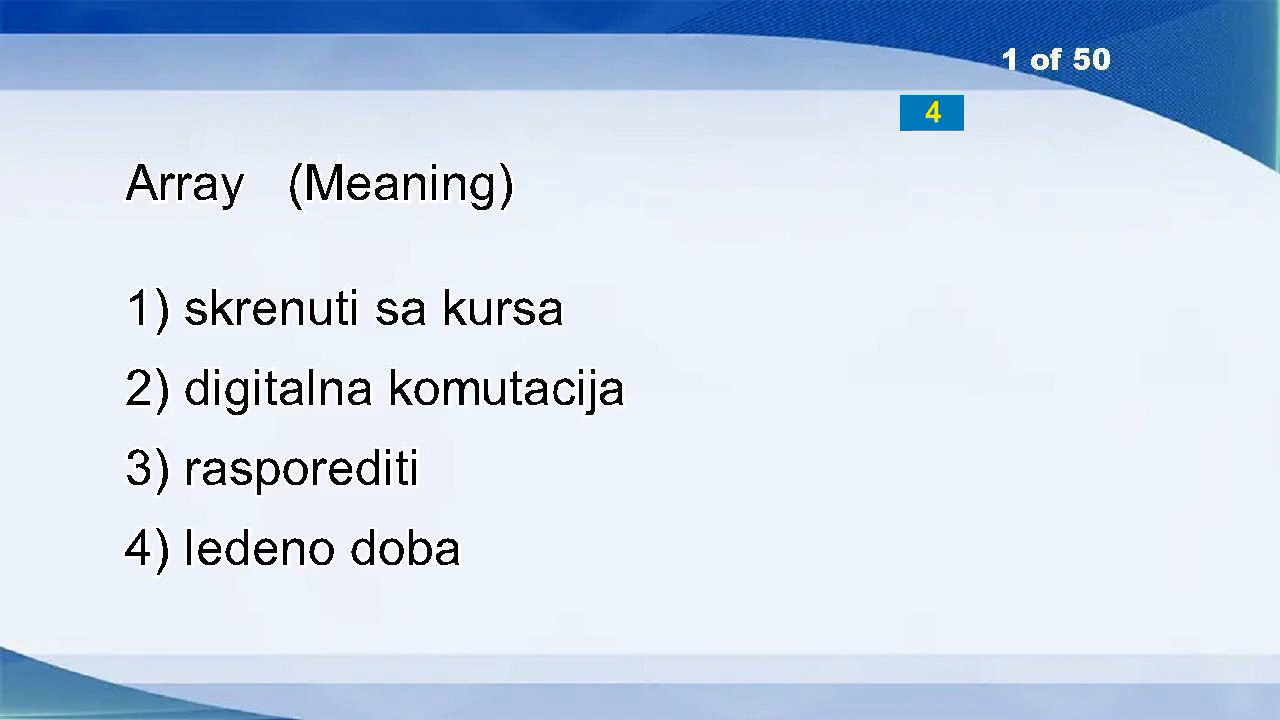 1 of 50
4
Array (Meaning)
1) skrenuti sa kursa
2) digitalna komutacija
3) rasporediti
4) ledeno doba